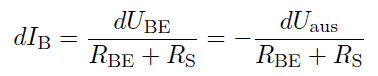 dI_B = dU_BE / (R_BE + R_S) = − dU_aus / (R_BE + R_S)